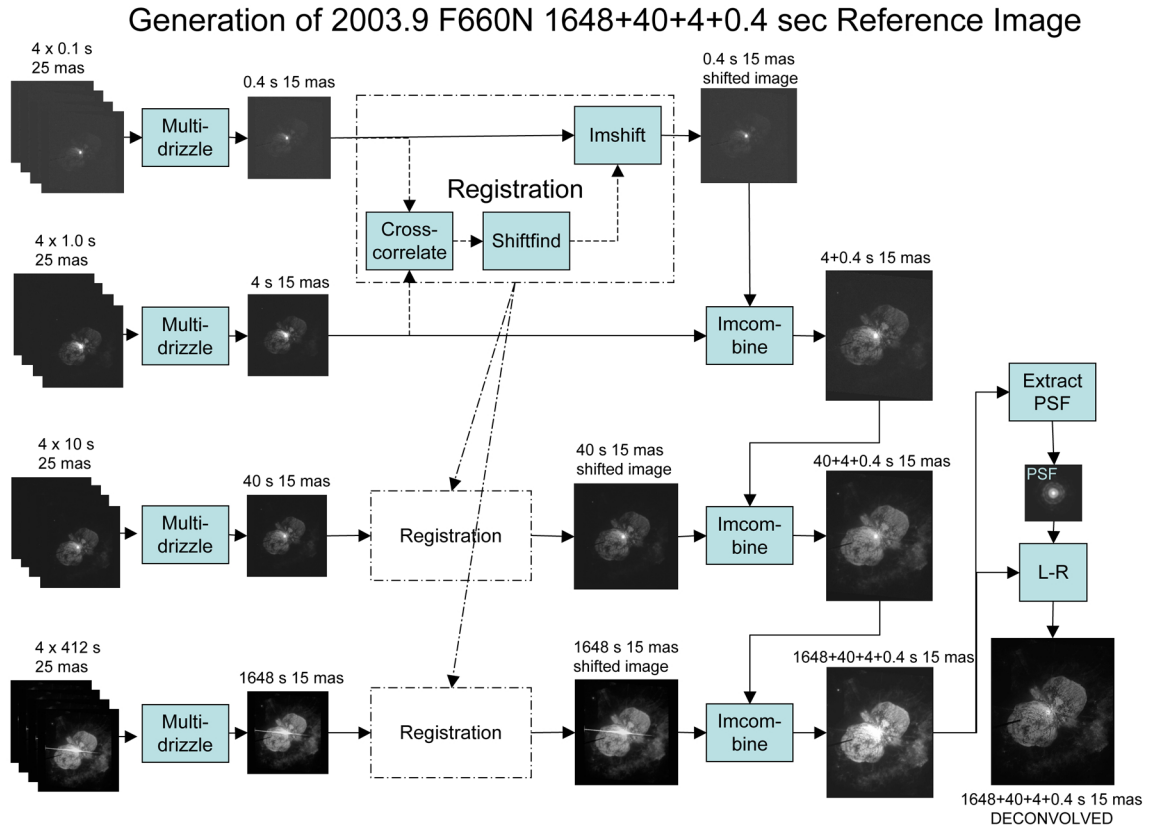 Generation of 2003.9 F660N 1648+40+4+0.4 sec Reference Image
4 x 0.1 s
25 mas
Multi-
drizzle
0.4 s 15 mas
Imshift
0.4 s 15 mas
shifted image
Registration
Cross-
correlate
Shiftfind
4 x 1.0 s
25 mas
Multi-
drizzle
4 s 15 mas
Imcom-
bine
4+0.4 s 15 mas
Extract
PSF
PSF
L-R
1648+40+4+0.4 s 15 mas
DECONVOLVED
4 x 10 s
25 mas
Multi-
drizzle
40 s 15 mas
Registration
40 s 15 mas
shifted image
Imcom-
bine
40+4+0.4 s 15 mas
4 x 412 s
25 mas
Multi-
drizzle
1648 s 15 mas
Registration
1648 s 15 mas
shifted image
Imcom-
bine
1648+40+4+0.4 s 15 mas